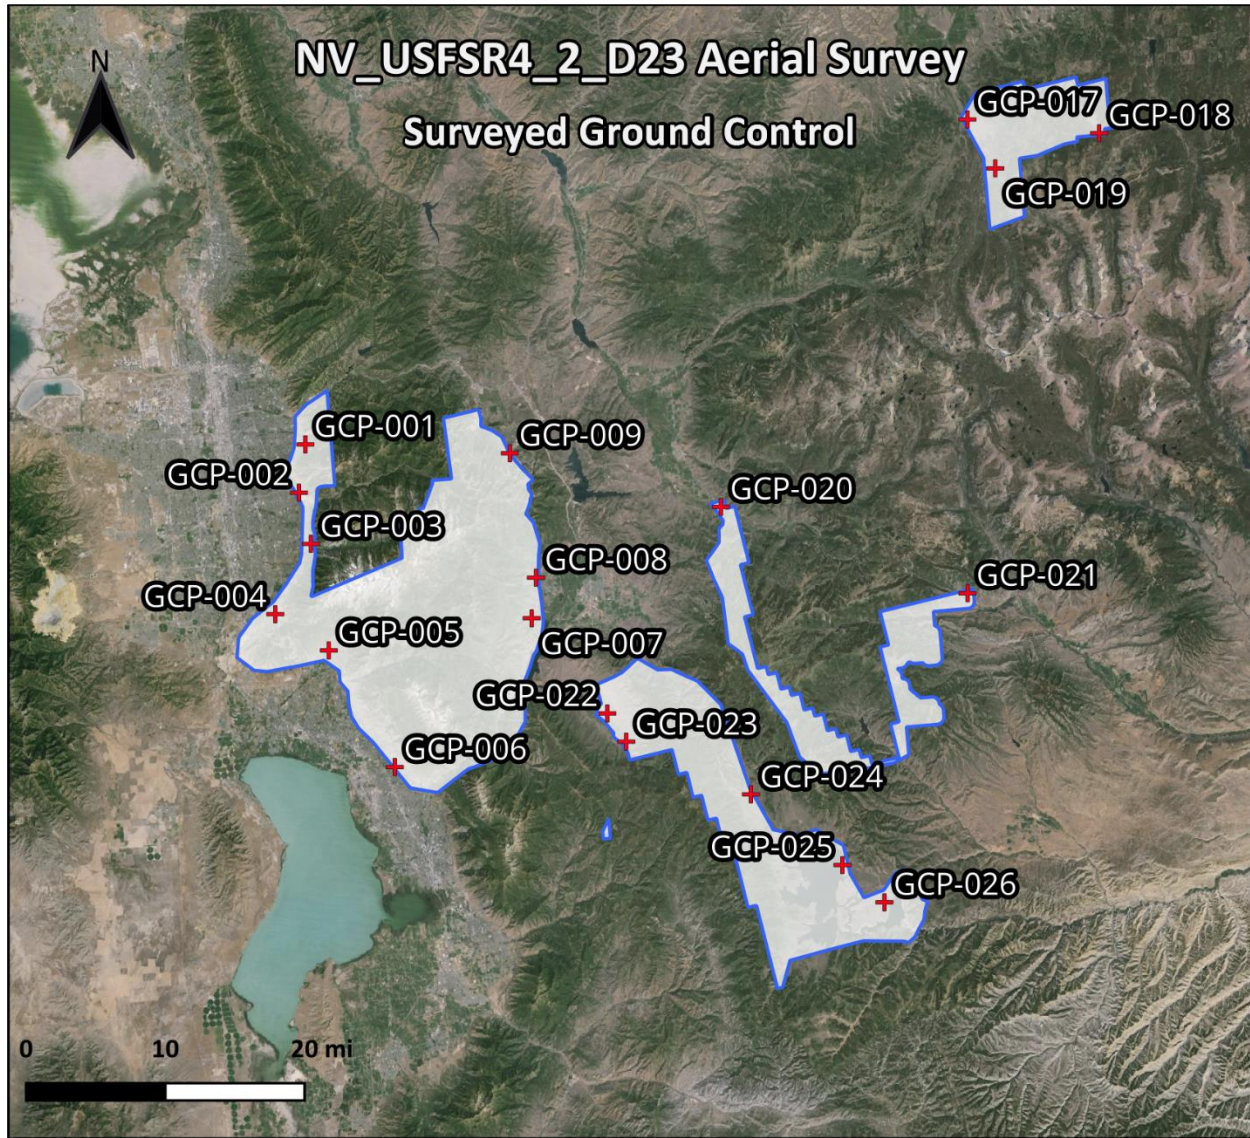 N
NV_USFSR4_2_D23 Aerial Survey
Surveyed Ground Control
GCP-017
GCP-018
GCP-019
GCP-001
GCP-009
GCP-002
GCP-020
GCP-003
GCP-008
GCP-021
GCP-004
GCP-005
GCP-007
GCP-022
GCP-023
GCP-006
GCP-024
GCP-025
GCP-026
0 10 20 mi